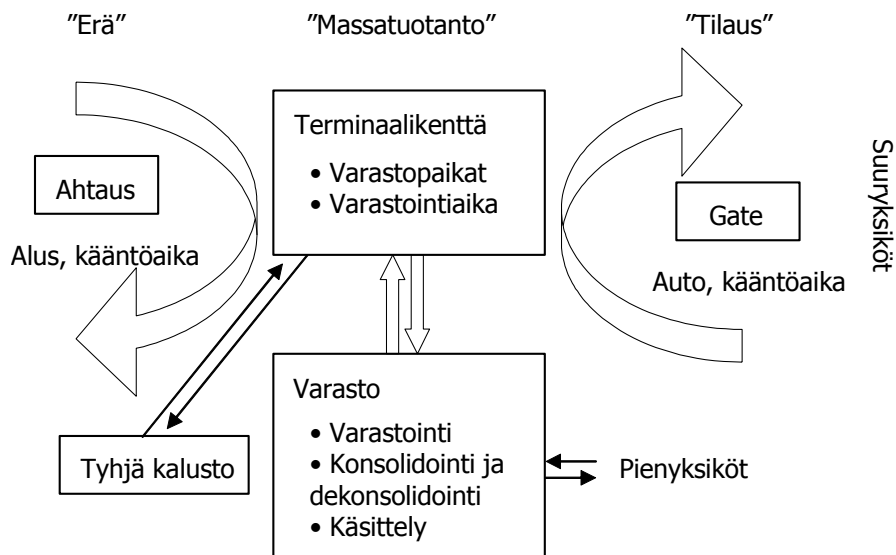 ”Erä”
”Massatuotanto”
”Tilaus”
Terminaalikenttä
• Varastopaikat
• Varastointiaika
Ahtaus
Alus, kääntöaika
Gate
Auto, kääntöaika
Suuryksiköt
Varasto
• Varastointi
• Konsolidointi ja
dekonsolidointi
• Käsittely
Tyhjä kalusto
Pienyksiköt